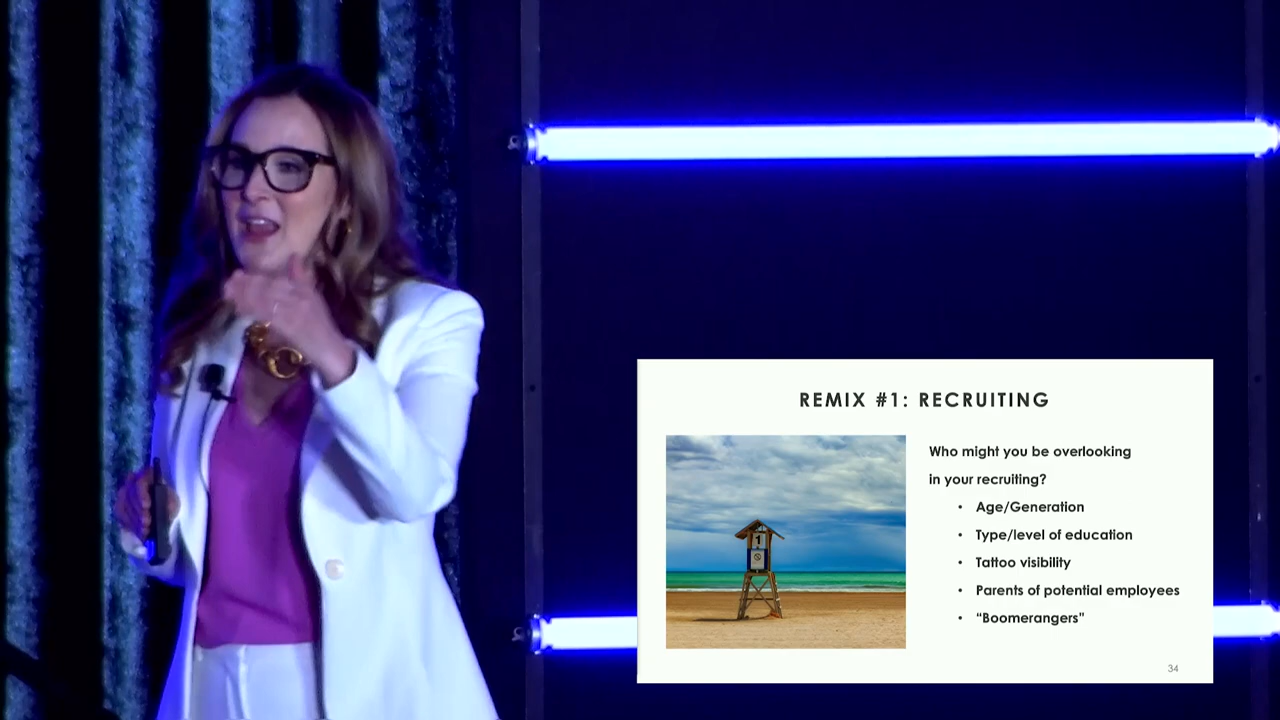 REMIX #1: RECRUITING
1
Who might you be overlooking
in your recruiting?
• Age/Generation
• Type/level of education
• Tattoo visibility
• Parents of potential employees
• “Boomerangers”
34